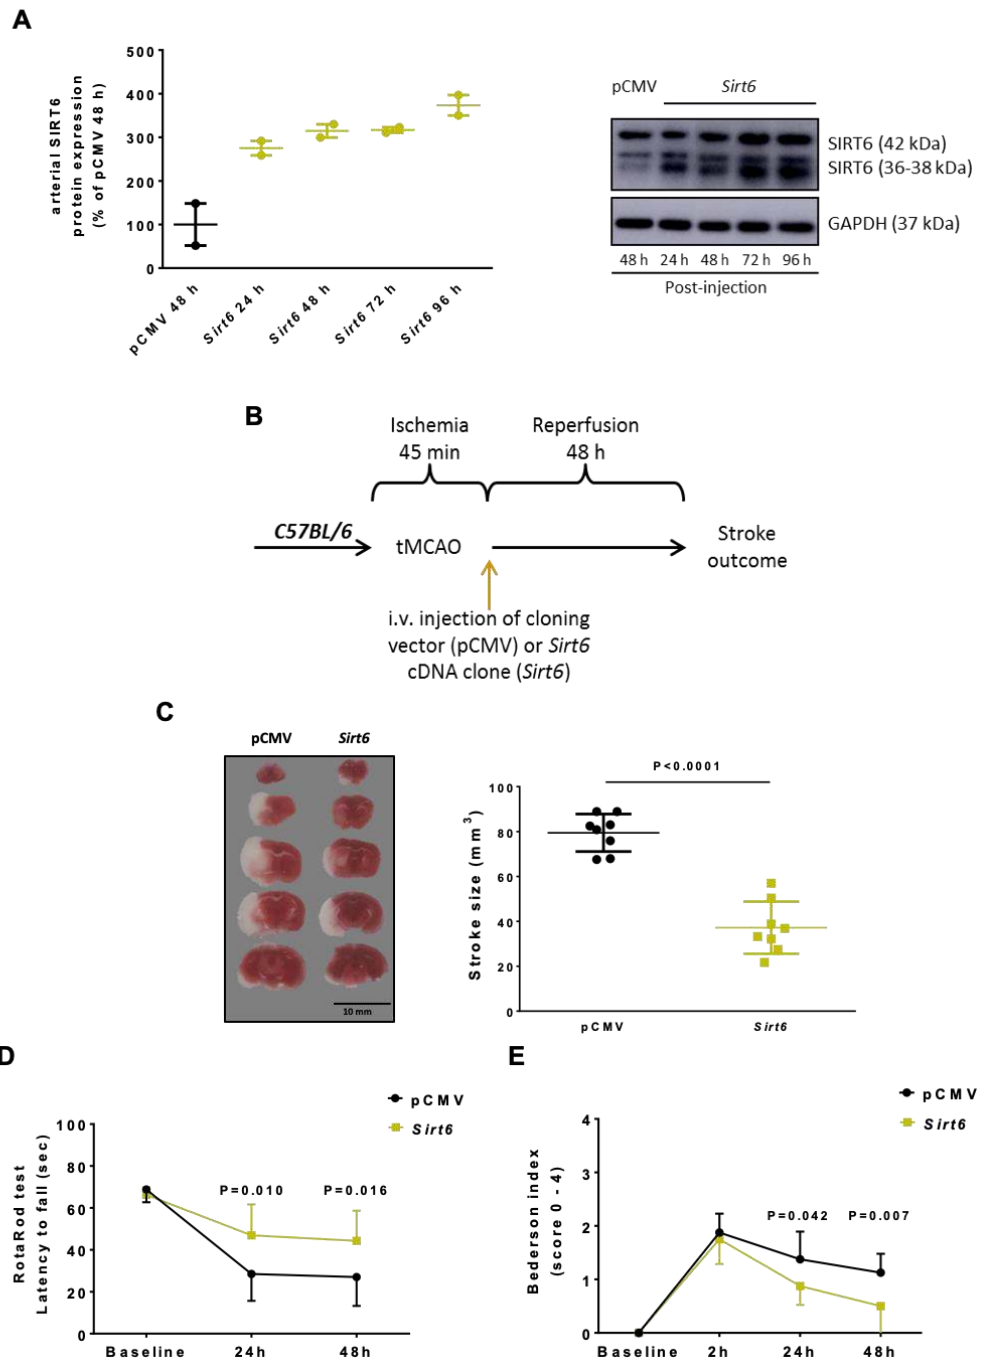 A
arterial SIRT6
protein expression
(% of pCMV 48 h)
500
400
300
200
100
0
pCMV 48 h
Sirt6 24 h
Sirt6 48 h
Sirt6 72 h
Sirt6 96 h
pCMV Sirt6
SIRT6 (42 kDa)
SIRT6 (36-38 kDa)
GAPDH (37 kDa)
48 h 24 h 48 h 72 h 96 h
Post-injection
B
Ischemia
45 min
Reperfusion
48 h
C57BL/6
tMCAO
Stroke
outcome
i.v. injection of cloning
vector (pCMV) or Sirt6
cDNA clone (Sirt6)
C
pCMV Sirt6
10 mm
P<0.0001
Stroke size (mm³)
100
80
60
40
20
0
pCMV Sirt6
D
pCMV
Sirt6
RotaRod test
Latency to fall (sec)
100
80
60
40
20
0
P=0.010 P=0.016
Baseline 24h 48h
E
pCMV
Sirt6
Bederson index
(score 0 - 4)
4
3
2
1
0
P=0.042 P=0.007
Baseline 2h 24h 48h